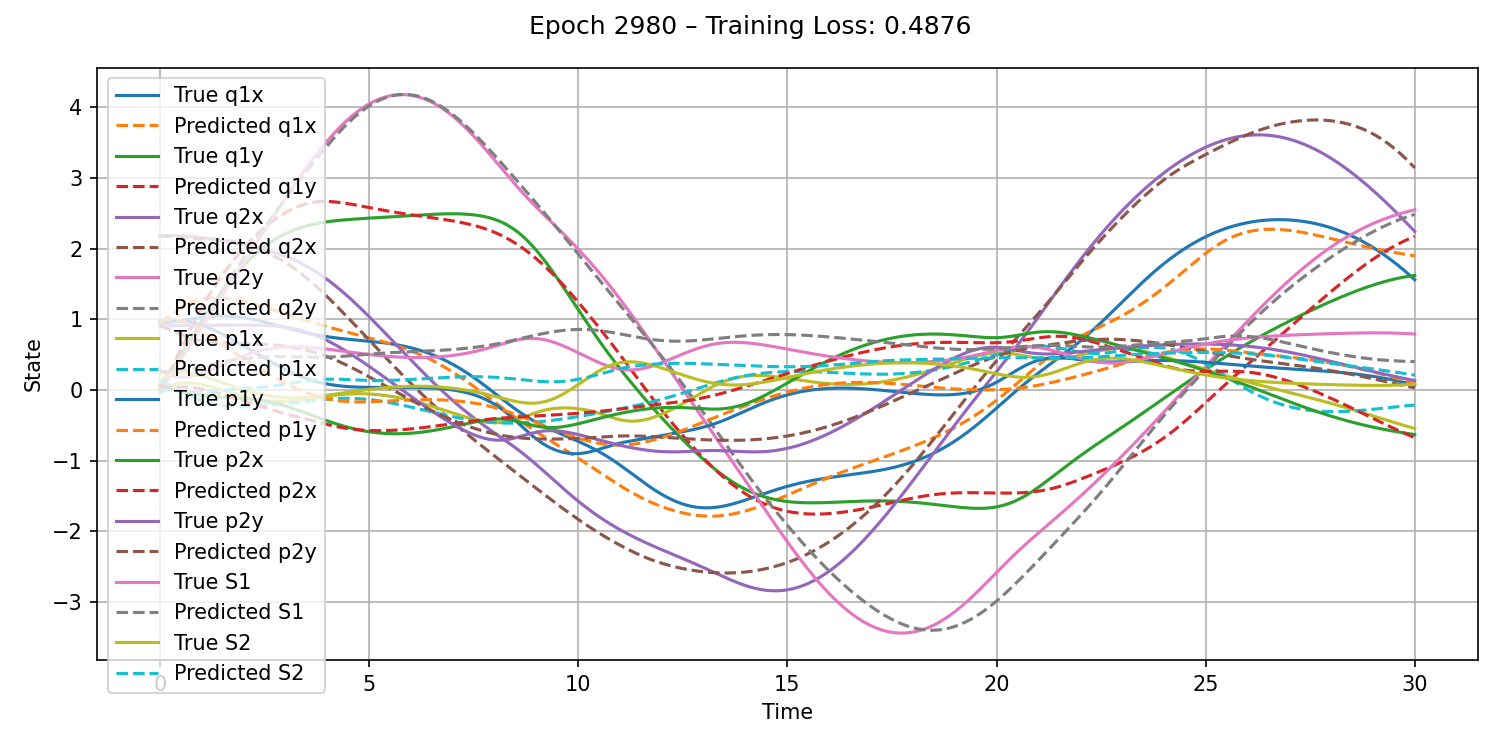 Epoch 2980 – Training Loss: 0.4876
State
4
3
2
1
0
−1
−2
−3
True q1x
Predicted q1x
True q1y
Predicted q1y
True q2x
Predicted q2x
True q2y
Predicted q2y
True p1x
Predicted p1x
True p1y
Predicted p1y
True p2x
Predicted p2x
True p2y
Predicted p2y
True S1
Predicted S1
True S2
Predicted S2
0 5 10 15 20 25 30
Time